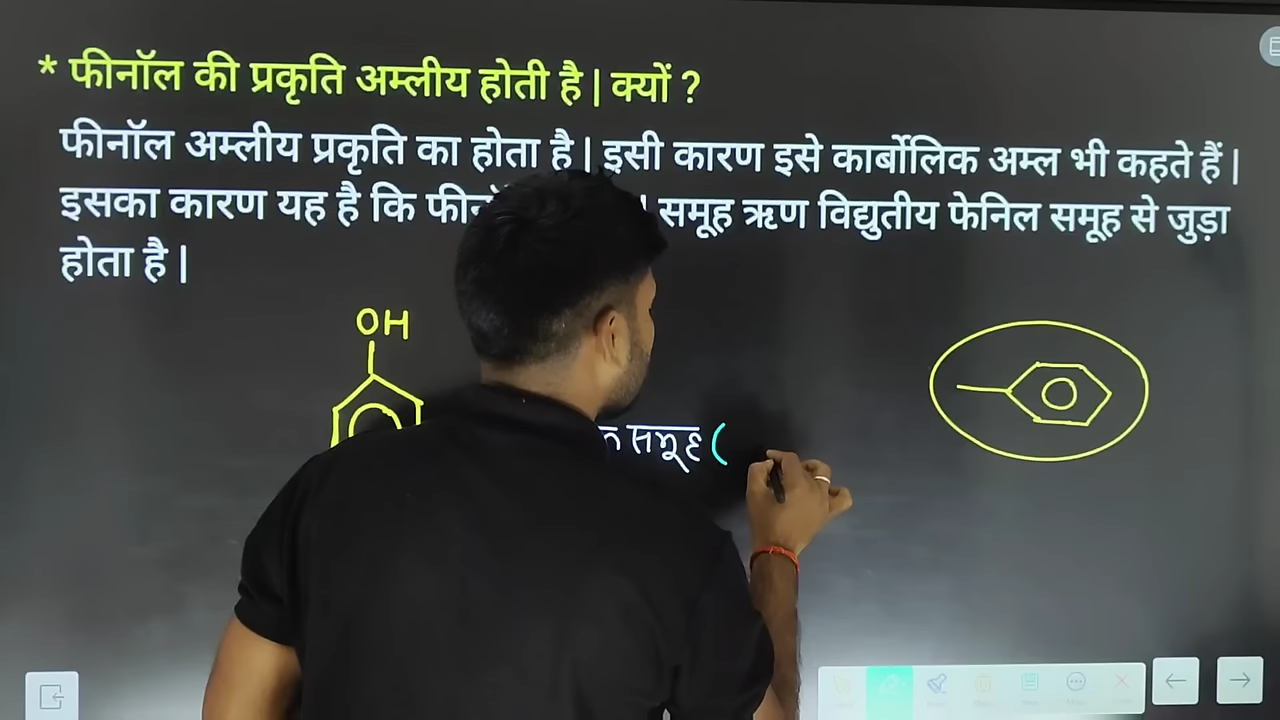 * फीनॉल की प्रकृति अम्लीय होती है | क्यों ?
फीनॉल अम्लीय प्रकृति का होता है | इसी कारण इसे कार्बोलिक अम्ल भी कहते हैं |
इसका कारण यह है कि समूह ऋण विद्युतीय फेनिल समूह से जुड़ा
होता है |
OH
समूह (